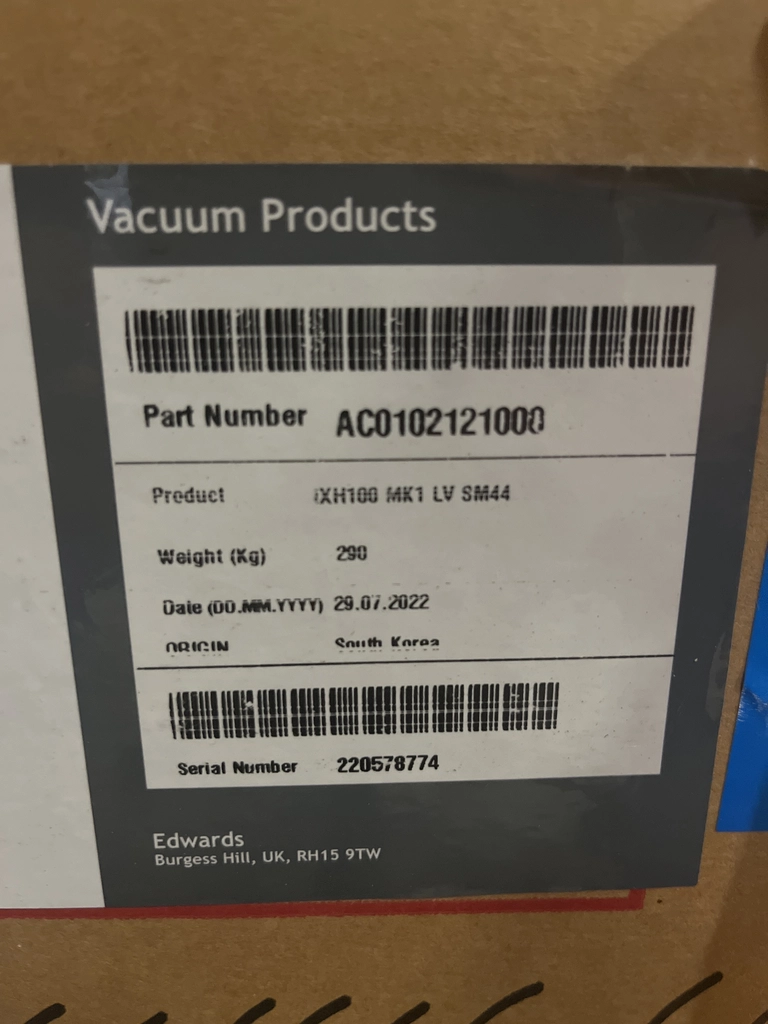 Vacuum Products
Part Number AC0102121000
Product iXH100 MK1 LV SM44
Weight (Kg) 290
Date (DD.MM.YYYY) 29.07.2022
ORIGIN South Korea
Serial Number 220578774
Edwards
Burgess Hill, UK, RH15 9TW